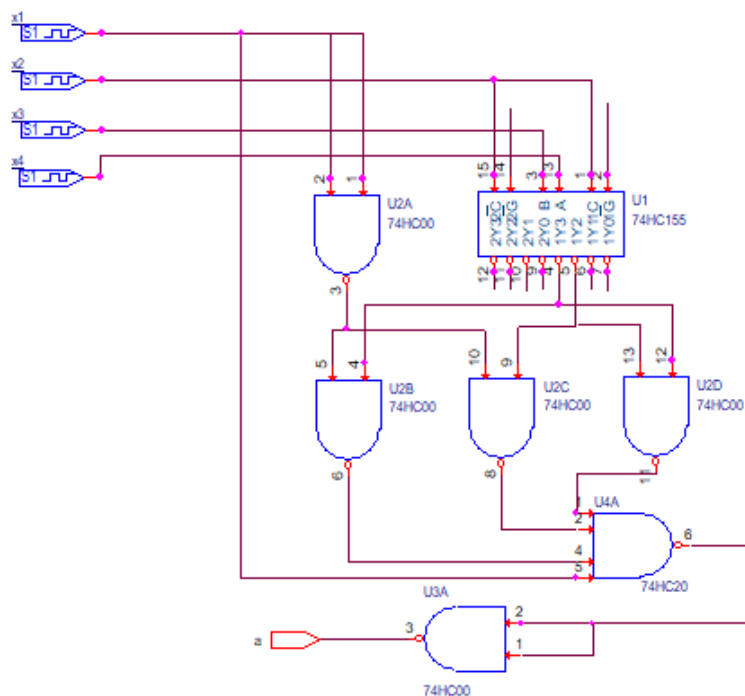 x1
S1
x2
S1
x3
S1
x4
S1
2
1
15
14
3
13
1
2
U2A
74HC00
U1
74HC155
2Y3 2C
2Y2 2G
2Y1
2Y0 B
1Y3 A
1Y2
1Y1 1C
1Y0 1G
3
12
11
10
9
4
5
6
7
5
4
10
9
13
12
U2B
74HC00
U2C
74HC00
U2D
74HC00
6
8
11
1
U4A
2
4
5
6
74HC20
U3A
a
3
2
1
74HC00